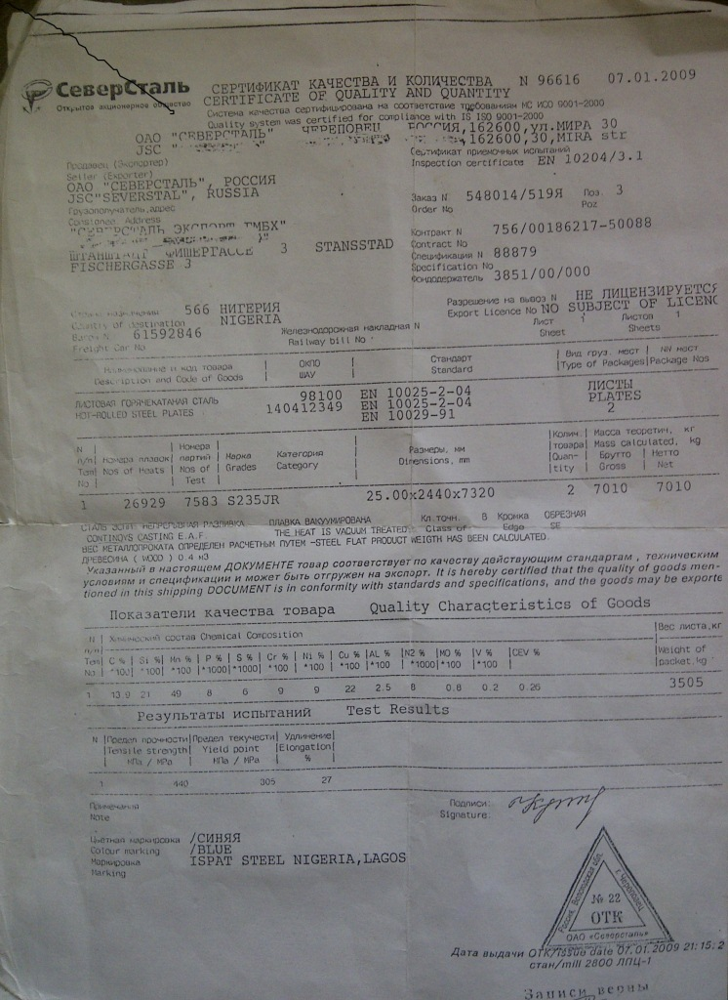 СеверСталь
Открытое акционерное общество
СЕРТИФИКАТ КАЧЕСТВА И КОЛИЧЕСТВА N 96616 07.01.2009
CERTIFICATE OF QUALITY AND QUANTITY
Система качества сертифицирована на соответствие требованиям МС ИСО 9001-2000
Quality system was certified for compliance with IS ISO 9001-2000
ОАО "СЕВЕРСТАЛЬ" ЧЕРЕПОВЕЦ РОССИЯ,162600,ул.МИРА 30
JSC ,162600,30,MIRA str
Сертификат приемочных испытаний
Inspection certificate EN 10204/3.1
Продавец (Экспортер)
Seller (Exporter)
ОАО "СЕВЕРСТАЛЬ", РОССИЯ
JSC"SEVERSTAL", RUSSIA
Заказ N 548014/519Я Поз. 3
Order No Poz
Грузополучатель,адрес
Consignee. Address
"СЕВЕРСТАЛЬ ЭКСПОРТ ГМБХ"
ФИШЕРГАССЕ 3 STANSSTAD
FISCHERGASSE 3
Контракт N 756/00186217-50088
Contract No
Спецификация N 88879
Specification No
Фондодержатель 3851/00/000
Страна назначения 566 НИГЕРИЯ
Country of destination NIGERIA
Вагон N 61592846
Freight Car No
Железнодорожная накладная N
Railway bill No
Разрешение на вывоз N НЕ ЛИЦЕНЗИРУЕТСЯ
Export Licence No NO SUBJECT OF LICENC
Лист 1 Листов 1
Sheet Sheets
Наименование и код товара
Description and Code of Goods
ОКПО
ШАУ
Стандарт
Standard
Вид груз. мест NN мест
Type of Packages Package Nos
ЛИСТОВАЯ ГОРЯЧЕКАТАНАЯ СТАЛЬ 98100 EN 10025-2-04 ЛИСТЫ
HOT-ROLLED STEEL PLATES 140412349 EN 10025-2-04 PLATES
EN 10029-91 2
N п/п Item No
Номера плавок Nos of Heats
Номера партий Nos of Test
Марка Grades
Категория Category
Размеры, мм Dimensions, mm
Колич. товара Quantity
Масса теоретич, кг
Mass calculated, kg
Брутто Gross
Нетто Net
1 26929 7583 S235JR 25.00x2440x7320 2 7010 7010
СТАЛЬ ЭСПЦ НЕПРЕРЫВНАЯ РАЗЛИВКА ПЛАВКА ВАКУУМИРОВАНА Кл. точн. B Кромка ОБРЕЗНАЯ
CONTINOVS CASTING E.A.F. THE HEAT IS VACUUM TREATED. Class of Edge SE
ВЕС МЕТАЛЛОПРОКАТА ОПРЕДЕЛЕН РАСЧЕТНЫМ ПУТЕМ -STEEL FLAT PRODUCT WEIGTH HAS BEEN CALCULATED.
ДРЕВЕСИНА ( WOOD ) 0.4 м3
Указанный в настоящем ДОКУМЕНТЕ товар соответствует по качеству действующим стандартам , техническим
условиям и спецификации и может быть отгружен на экспорт. It is hereby certified that the quality of goods men-
tioned in this shipping DOCUMENT is in conformity with standards and specifications, and the goods may be exporte
Показатели качества товара Quality Characteristics of Goods
N п/п Item No
Химический состав Chemical Composition
Вес листа,кг
Weight of packet,kg
C % Si % Mn % P % S % Cr % Ni % Cu % AL % N2 % MO % V % CEV %
*100 *100 *100 *1000 *1000 *100 *100 *100 *100 *1000 *100 *100
1 13.9 21 49 8 6 9 9 22 2.5 8 0.8 0.2 0.26 3505
Результаты испытаний Test Results
N Предел прочности Предел текучести Удлинение
Tensile strength Yield point Elongation
МПа / MPa МПа / MPa %
1 440 305 27
Примечания
Note
Подписи:
Signature:
Цветная маркировка /СИНЯЯ
Colour marking /BLUE
Маркировка ISPAT STEEL NIGERIA,LAGOS
Marking
Россия, Вологодская обл.
г. Череповец
№ 22
ОТК
ОАО «Северсталь»
Дата выдачи ОТК/Issue date 07.01.2009 21:15:2
стан/mill 2800 ЛПЦ-1
Записи верны